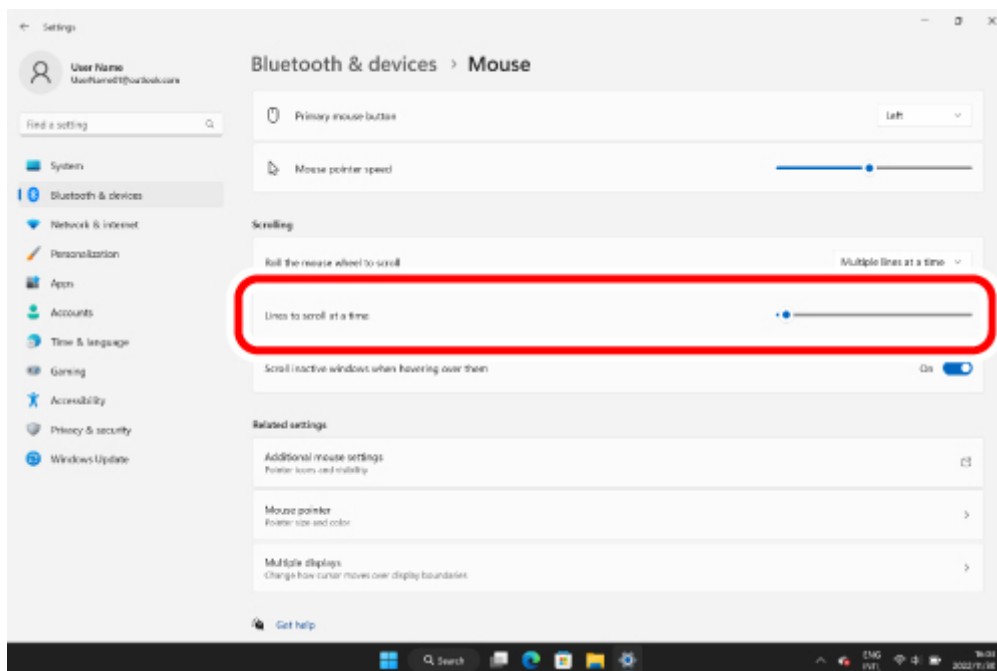 Settings
User Name
UserName01@outlook.com
Find a setting
System
Bluetooth & devices
Network & internet
Personalization
Apps
Accounts
Time & language
Gaming
Accessibility
Privacy & security
Windows Update
Bluetooth & devices > Mouse
Primary mouse button
Left
Mouse pointer speed
Scrolling
Roll the mouse wheel to scroll
Multiple lines at a time
Lines to scroll at a time
Scroll inactive windows when hovering over them
On
Related settings
Additional mouse settings
Pointer icons and visibility
Mouse pointer
Pointer size and color
Multiple displays
Change how cursor moves over display boundaries
Get help
Search
ENG
INTL